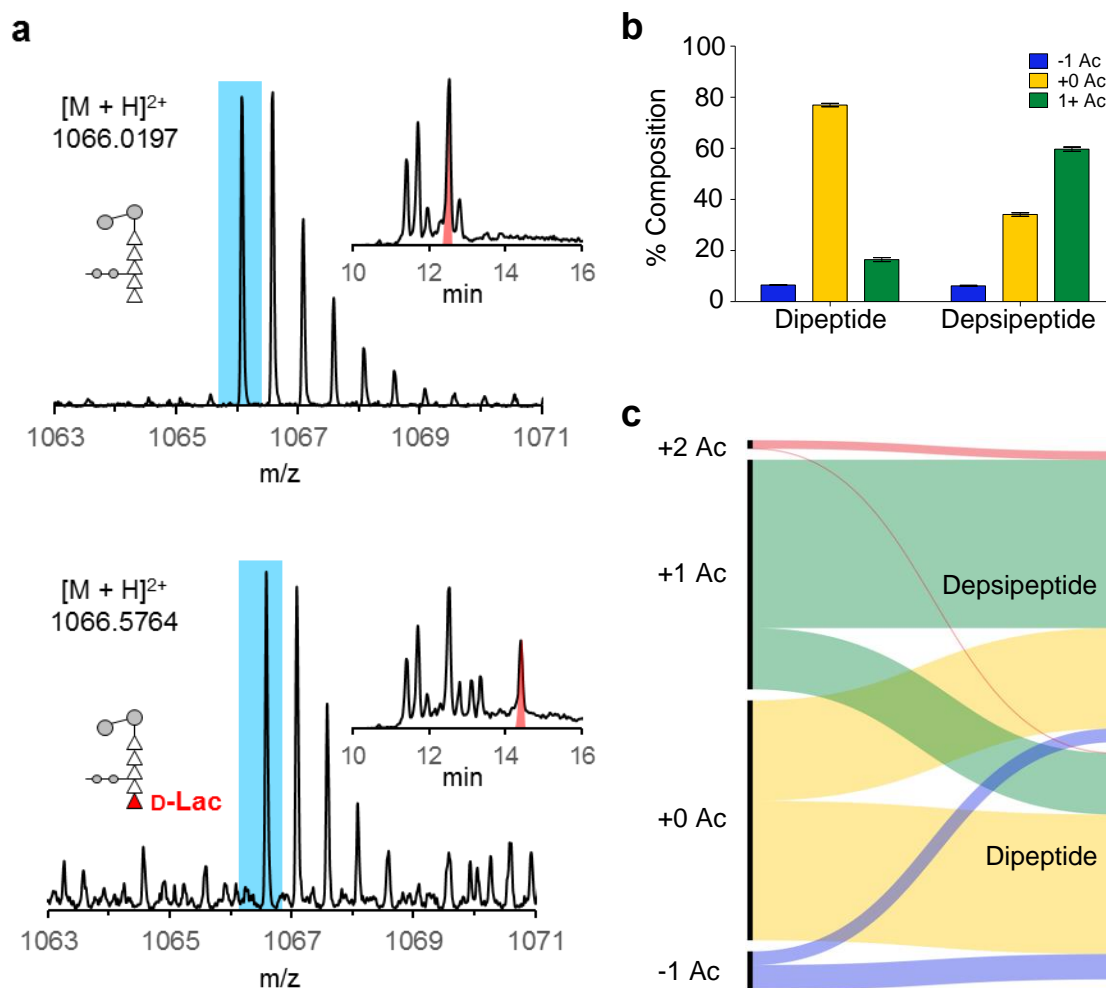 a
[M + H]2+
1066.0197
10 12 14 16
min
1063 1065 1067 1069 1071
m/z
[M + H]2+
1066.5764
D-Lac
10 12 14 16
min
1063 1065 1067 1069 1071
m/z
b
100
80
60
40
20
0
% Composition
-1 Ac
+0 Ac
1+ Ac
Dipeptide Depsipeptide
c
+2 Ac
+1 Ac
Depsipeptide
+0 Ac
Dipeptide
-1 Ac